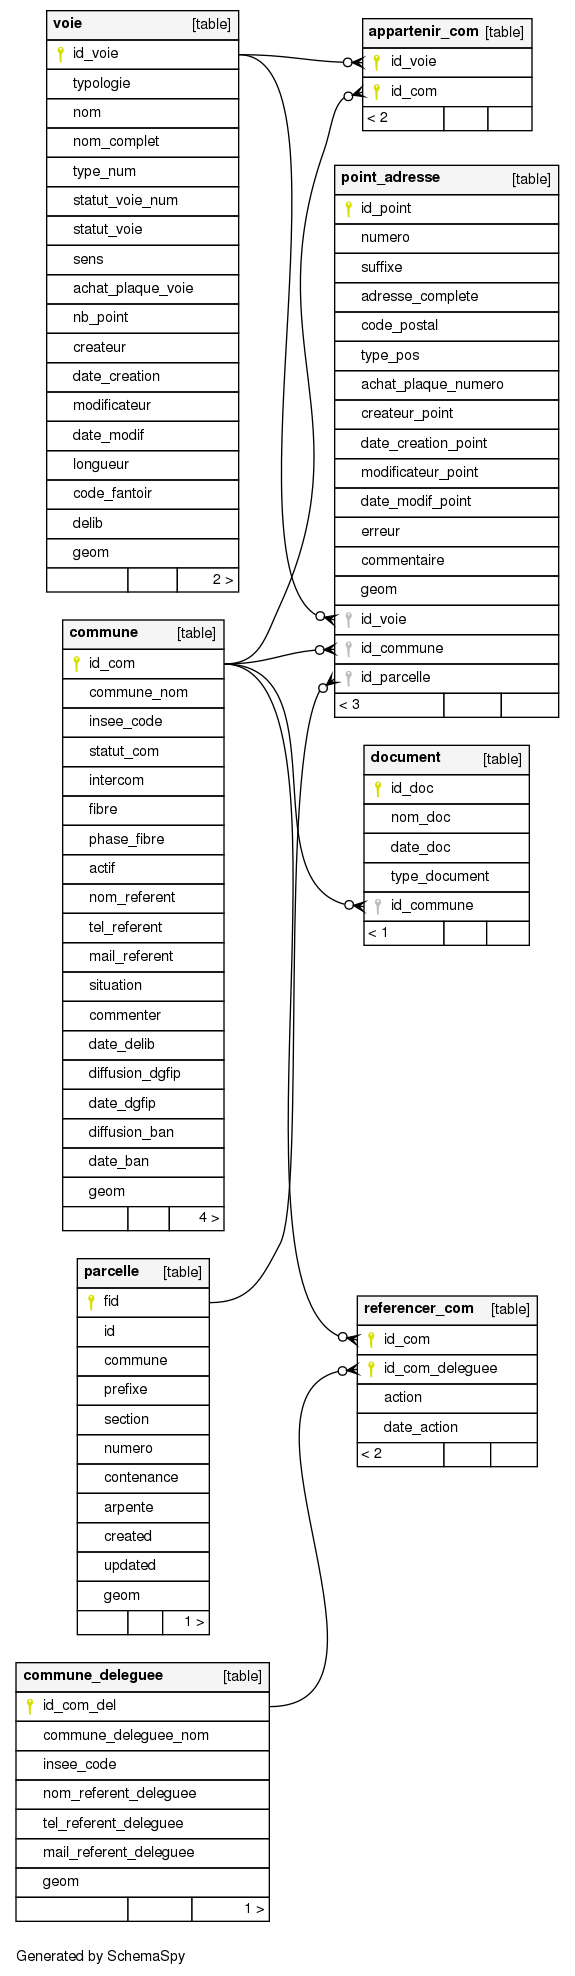 voie [table]
id_voie
typologie
nom
nom_complet
type_num
statut_voie_num
statut_voie
sens
achat_plaque_voie
nb_point
createur
date_creation
modificateur
date_modif
longueur
code_fantoir
delib
geom
2 >
appartenir_com [table]
id_voie
id_com
< 2
point_adresse [table]
id_point
numero
suffixe
adresse_complete
code_postal
type_pos
achat_plaque_numero
createur_point
date_creation_point
modificateur_point
date_modif_point
erreur
commentaire
geom
id_voie
id_commune
id_parcelle
< 3
commune [table]
id_com
commune_nom
insee_code
statut_com
intercom
fibre
phase_fibre
actif
nom_referent
tel_referent
mail_referent
situation
commenter
date_delib
diffusion_dgfip
date_dgfip
diffusion_ban
date_ban
geom
4 >
document [table]
id_doc
nom_doc
date_doc
type_document
id_commune
< 1
parcelle [table]
fid
id
commune
prefixe
section
numero
contenance
arpente
created
updated
geom
1 >
referencer_com [table]
id_com
id_com_deleguee
action
date_action
< 2
commune_deleguee [table]
id_com_del
commune_deleguee_nom
insee_code
nom_referent_deleguee
tel_referent_deleguee
mail_referent_deleguee
geom
1 >
Generated by SchemaSpy